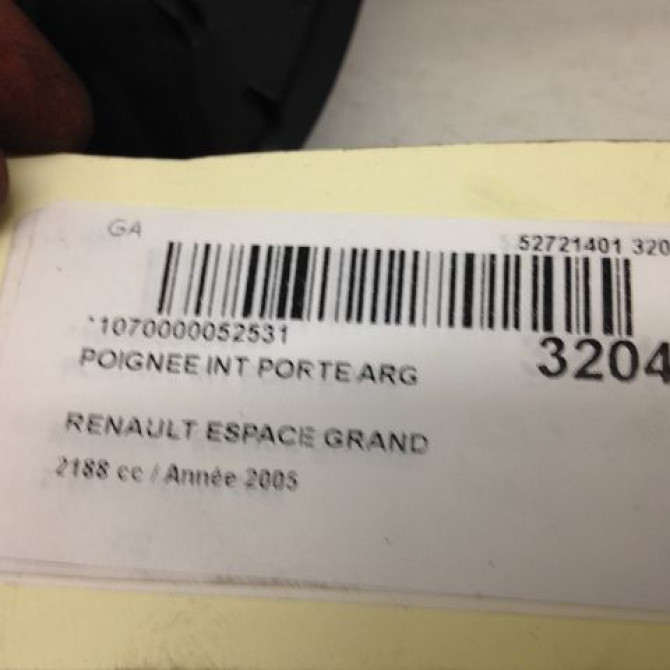 GA
52721401 320
*1070000052531
3204
POIGNEE INT PORTE ARG
RENAULT ESPACE GRAND
2188 cc / Année 2005